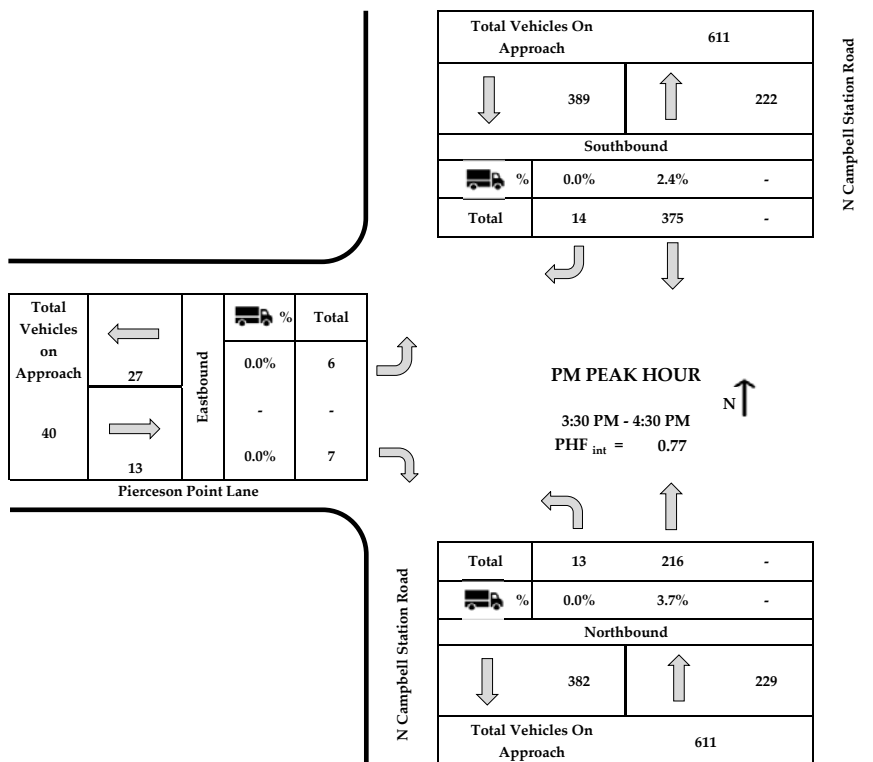 Total Vehicles On
Approach
611
389
222
Southbound
% 0.0% 2.4% -
Total 14 375 -
N Campbell Station Road
Total
Vehicles
on
Approach
40
27
13
Eastbound
% Total
0.0% 6
- -
0.0% 7
Pierceson Point Lane
PM PEAK HOUR
N
3:30 PM - 4:30 PM
PHF int = 0.77
N Campbell Station Road
Total 13 216 -
% 0.0% 3.7% -
Northbound
382
229
Total Vehicles On
Approach
611